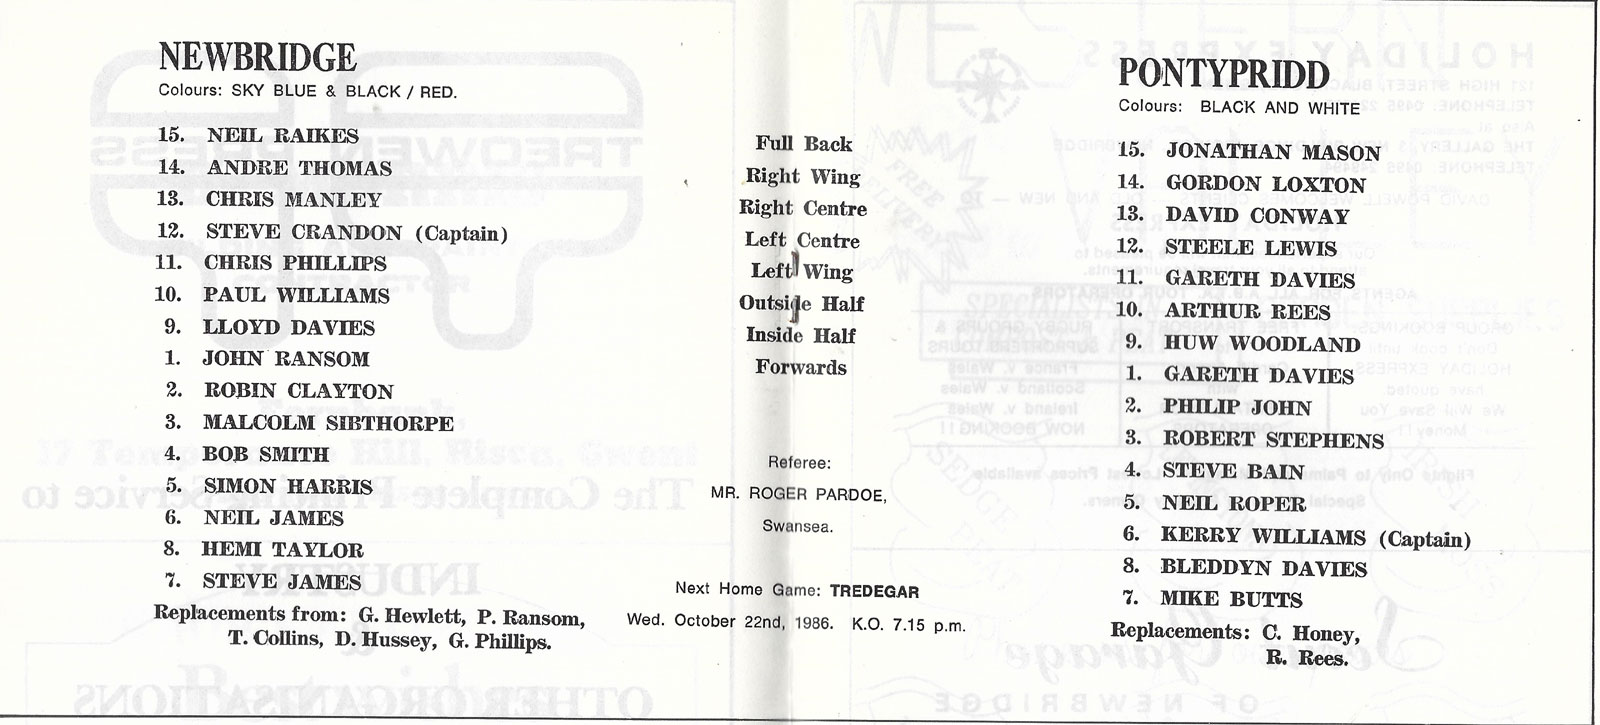 NEWBRIDGE
Colours: SKY BLUE & BLACK / RED.
15. NEIL RAIKES
14. ANDRE THOMAS
13. CHRIS MANLEY
12. STEVE CRANDON (Captain)
11. CHRIS PHILLIPS
10. PAUL WILLIAMS
9. LLOYD DAVIES
1. JOHN RANSOM
2. ROBIN CLAYTON
3. MALCOLM SIBTHORPE
4. BOB SMITH
5. SIMON HARRIS
6. NEIL JAMES
8. HEMI TAYLOR
7. STEVE JAMES
Replacements from: G. Hewlett, P. Ransom,
T. Collins, D. Hussey, G. Phillips.
Full Back
Right Wing
Right Centre
Left Centre
Left Wing
Outside Half
Inside Half
Forwards
Referee:
MR. ROGER PARDOE,
Swansea.
Next Home Game: TREDEGAR
Wed. October 22nd, 1986. K.O. 7.15 p.m.
PONTYPRIDD
Colours: BLACK AND WHITE
15. JONATHAN MASON
14. GORDON LOXTON
13. DAVID CONWAY
12. STEELE LEWIS
11. GARETH DAVIES
10. ARTHUR REES
9. HUW WOODLAND
1. GARETH DAVIES
2. PHILIP JOHN
3. ROBERT STEPHENS
4. STEVE BAIN
5. NEIL ROPER
6. KERRY WILLIAMS (Captain)
8. BLEDDYN DAVIES
7. MIKE BUTTS
Replacements: C. Honey,
R. Rees.